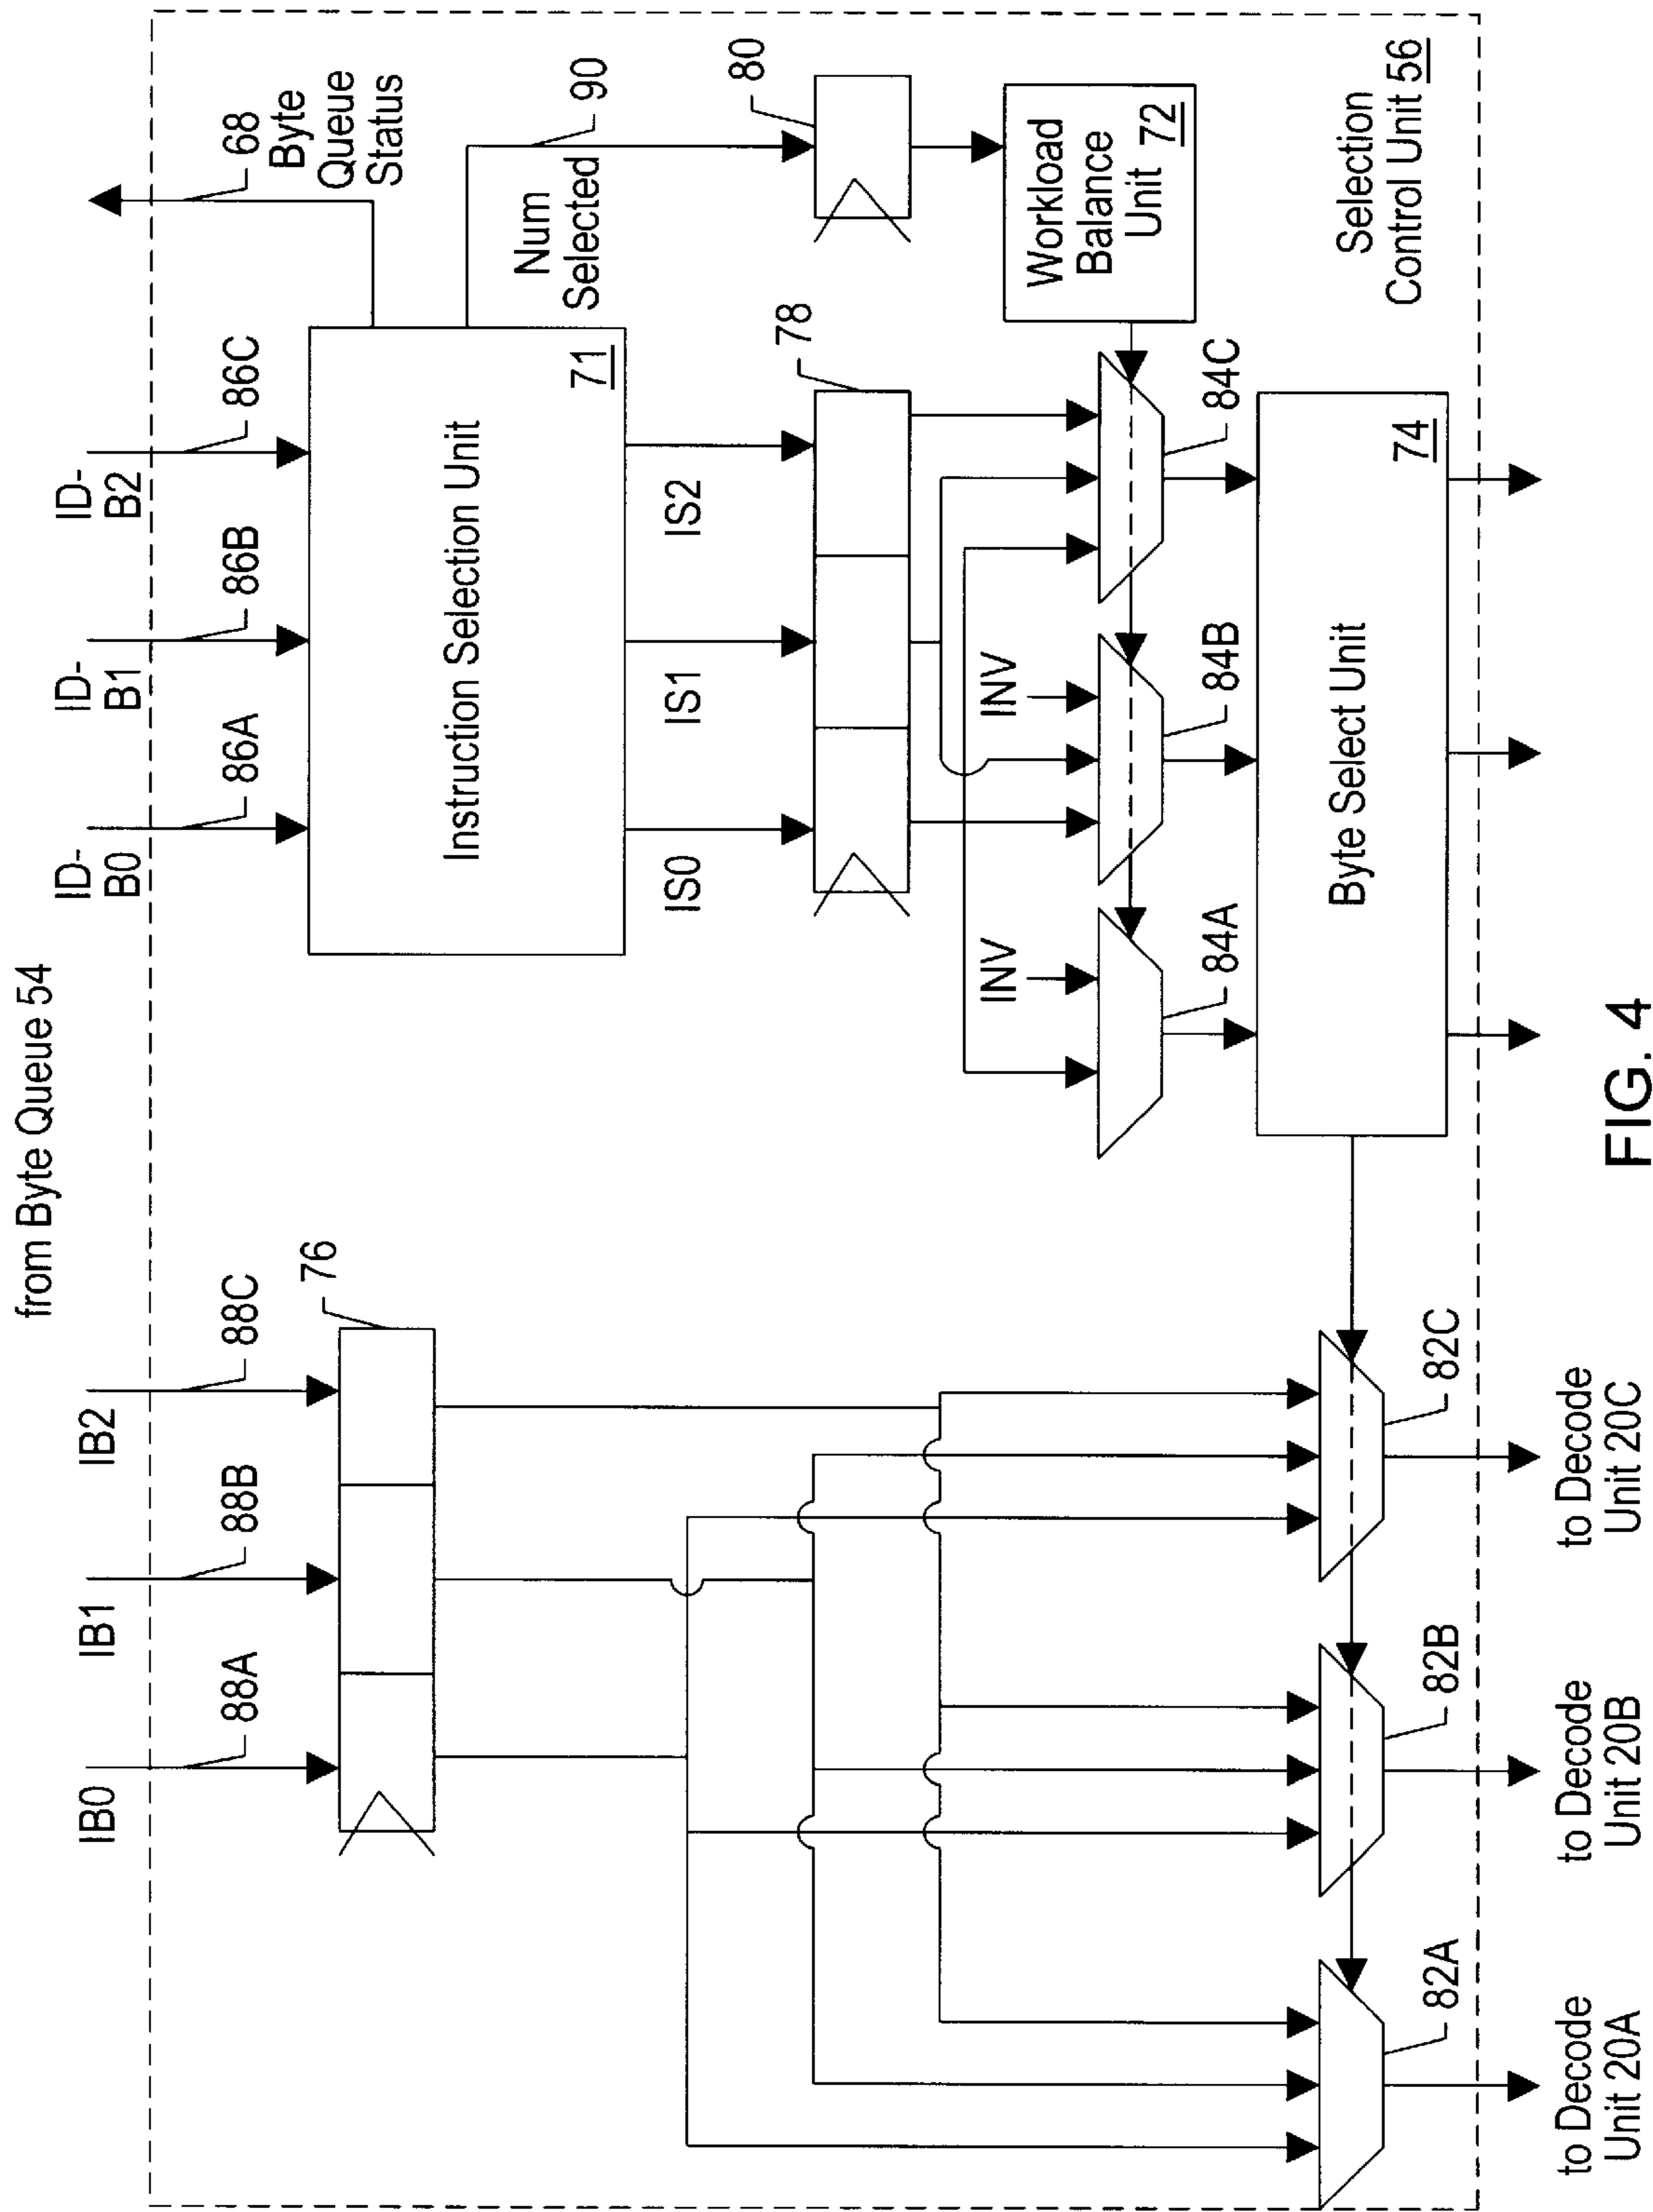 from Byte Queue 54
IB0
IB1
IB2
ID-
B0
ID-
B1
ID-
B2
88A
88B
88C
86A
86B
86C
68
Byte
Queue
Status
76
Instruction Selection Unit
71
Num
Selected
90
IS0
IS1
IS2
78
80
INV
INV
Workload
Balance
Unit 72
84A
84B
84C
Byte Select Unit
74
Selection
Control Unit 56
82A
82B
82C
to Decode
Unit 20A
to Decode
Unit 20B
to Decode
Unit 20C
FIG. 4